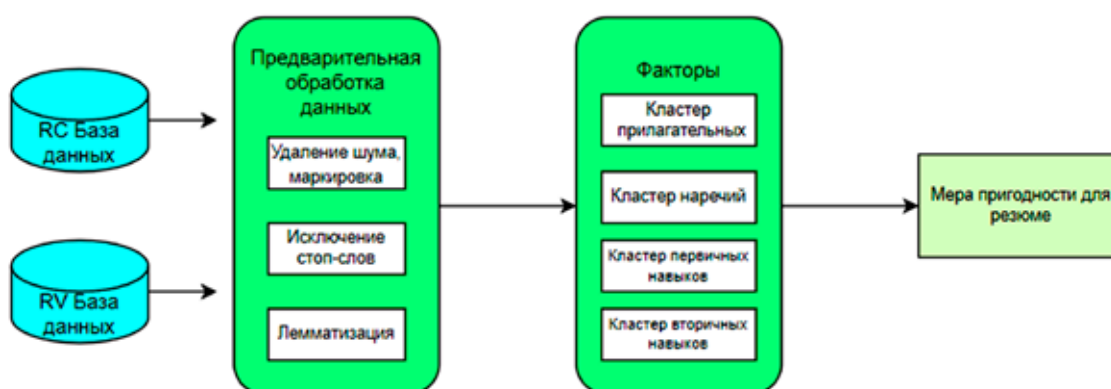 RC База
данных
RV База
данных
Предварительная
обработка
данных
Удаление шума,
маркировка
Исключение
стоп-слов
Лемматизация
Факторы
Кластер
прилагательных
Кластер наречий
Кластер первичных
навыков
Кластер вторичных
навыков
Мера пригодности для
резюме